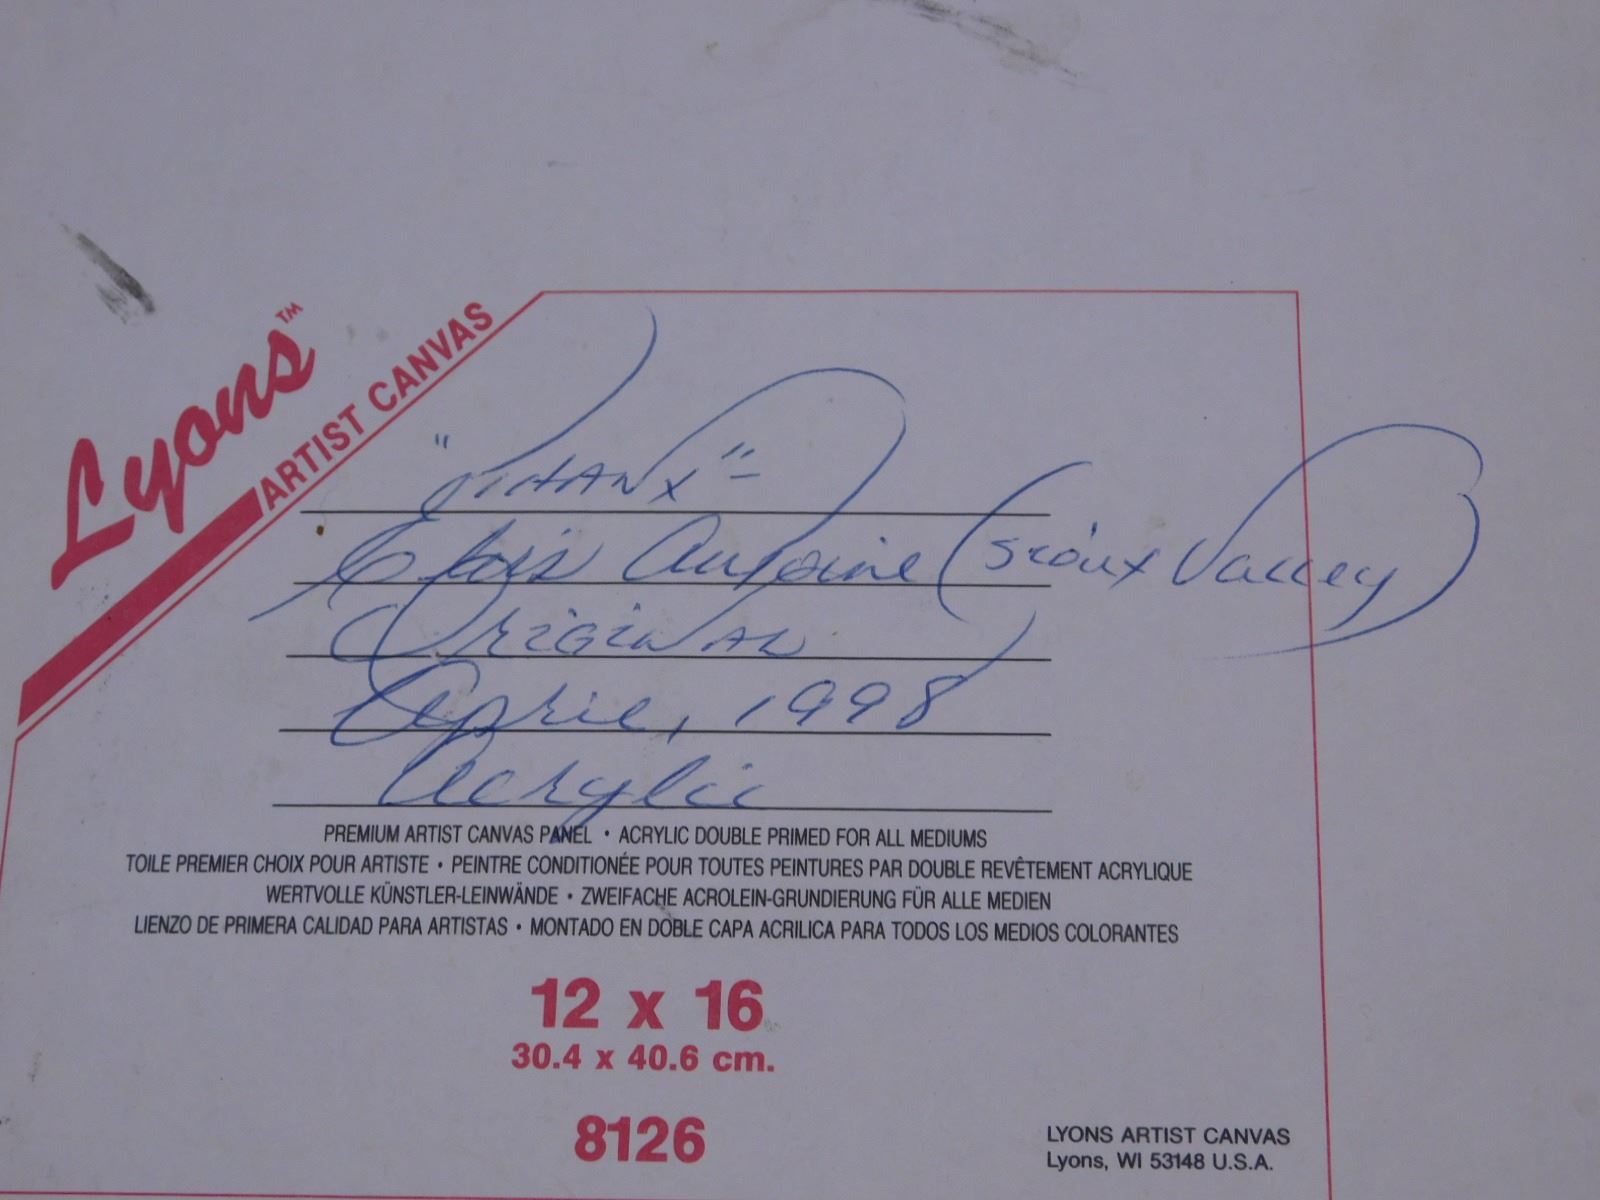 Lyons™
ARTIST CANVAS
"THANX" -
Antoine (Sioux Valley)
Original
April, 1998
Acrylic
PREMIUM ARTIST CANVAS PANEL • ACRYLIC DOUBLE PRIMED FOR ALL MEDIUMS
TOILE PREMIER CHOIX POUR ARTISTE • PEINTRE CONDITIONÉE POUR TOUTES PEINTURES PAR DOUBLE REVÊTEMENT ACRYLIQUE
WERTVOLLE KÜNSTLER-LEINWÄNDE • ZWEIFACHE ACROLEIN-GRUNDIERUNG FÜR ALLE MEDIEN
LIENZO DE PRIMERA CALIDAD PARA ARTISTAS • MONTADO EN DOBLE CAPA ACRILICA PARA TODOS LOS MEDIOS COLORANTES
12 x 16
30.4 x 40.6 cm.
8126
LYONS ARTIST CANVAS
Lyons, WI 53148 U.S.A.